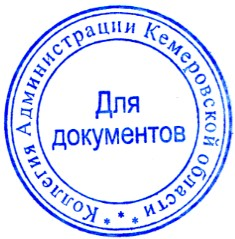 Коллегия Администрации Кемеровской области
Для
документов